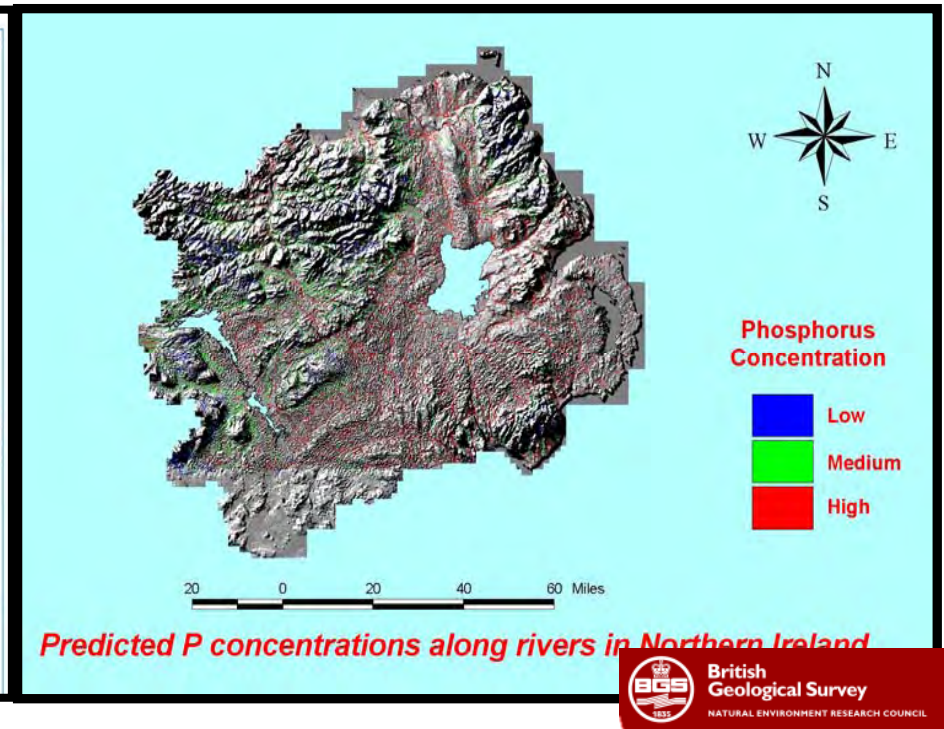 N
W E
S
Phosphorus
Concentration
Low
Medium
High
20 0 20 40 60 Miles
Predicted P concentrations along rivers in Northern Ireland
BGS
1835
British
Geological Survey
NATURAL ENVIRONMENT RESEARCH COUNCIL